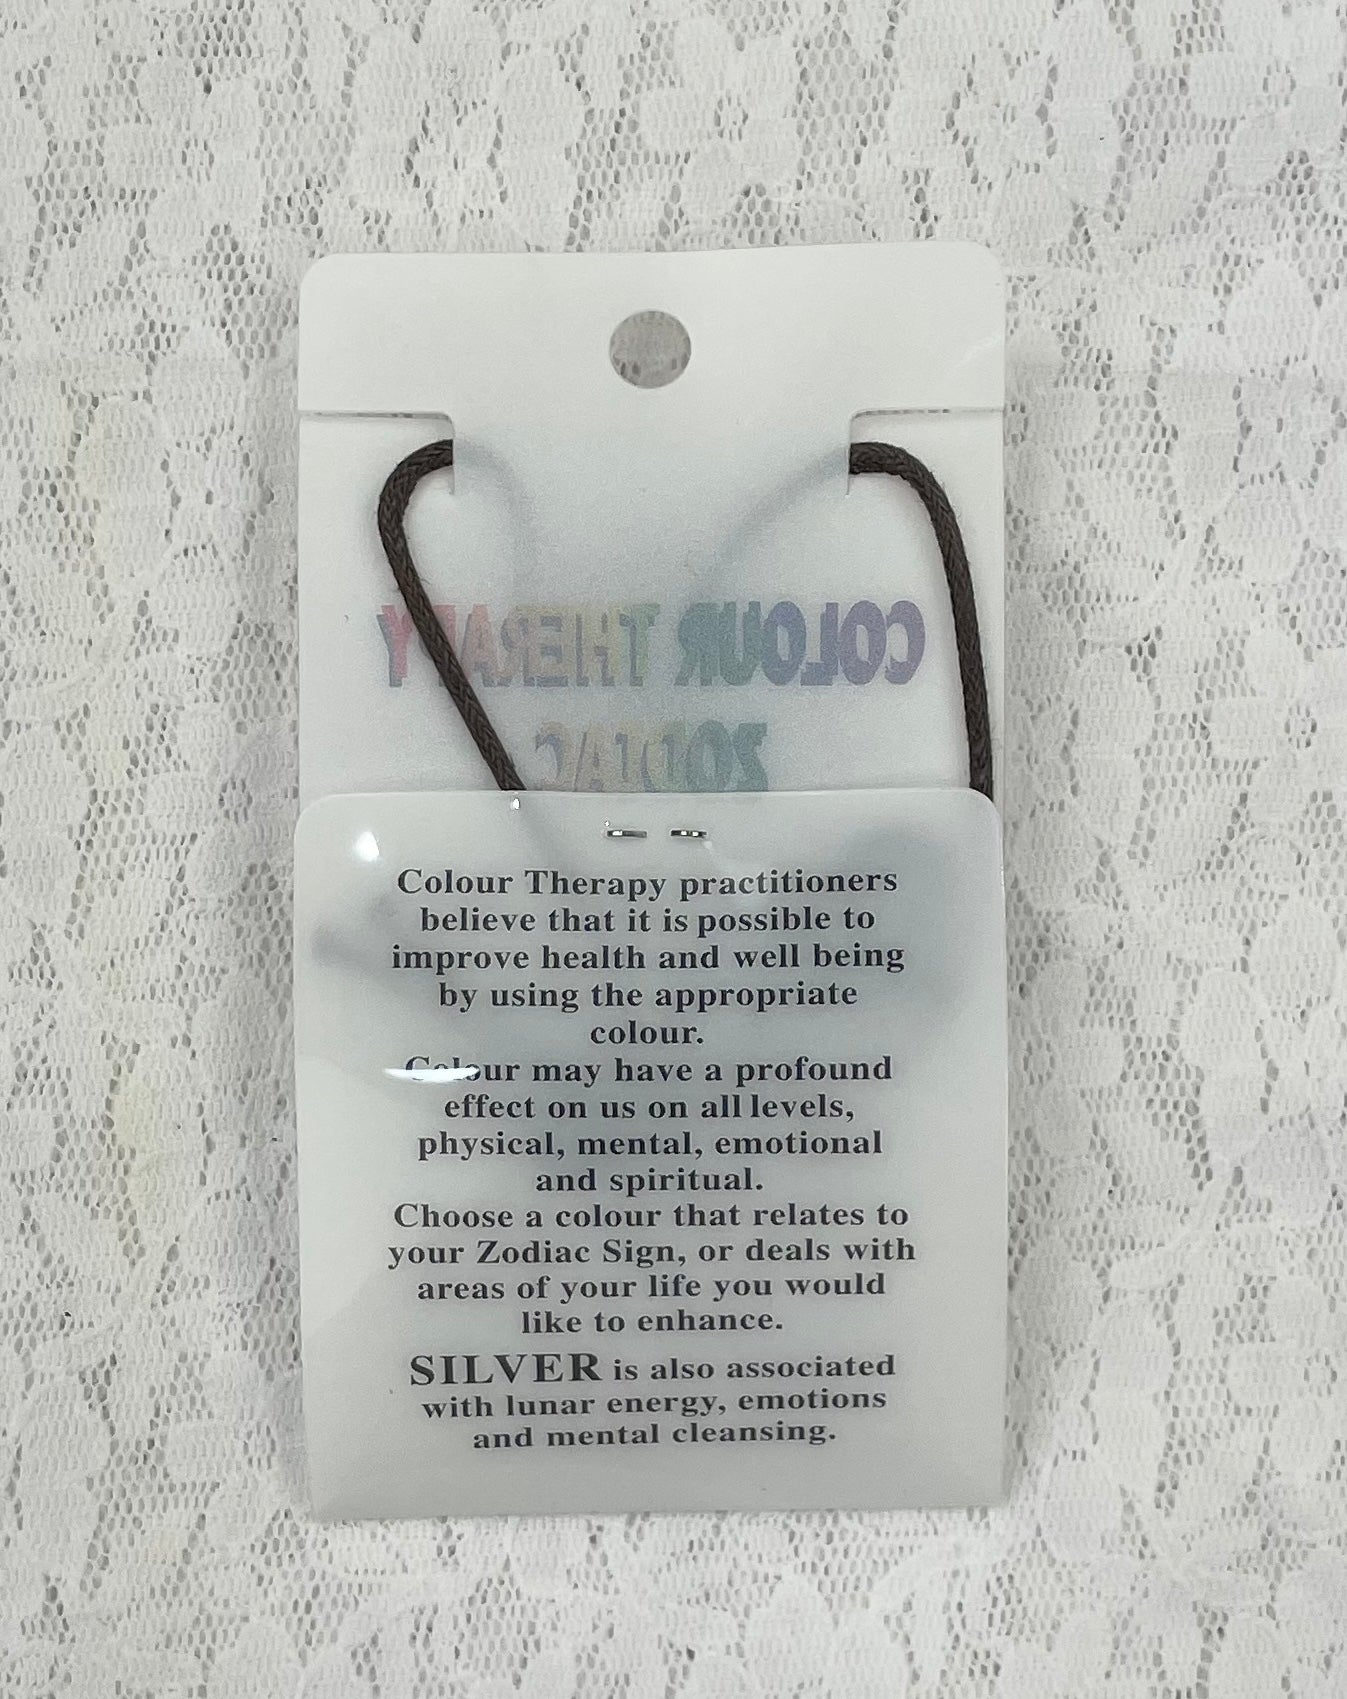 COLOUR THERAPY
ZODIAC
Colour Therapy practitioners
believe that it is possible to
improve health and well being
by using the appropriate
colour.
Colour may have a profound
effect on us on all levels,
physical, mental, emotional
and spiritual.
Choose a colour that relates to
your Zodiac Sign, or deals with
areas of your life you would
like to enhance.
SILVER is also associated
with lunar energy, emotions
and mental cleansing.